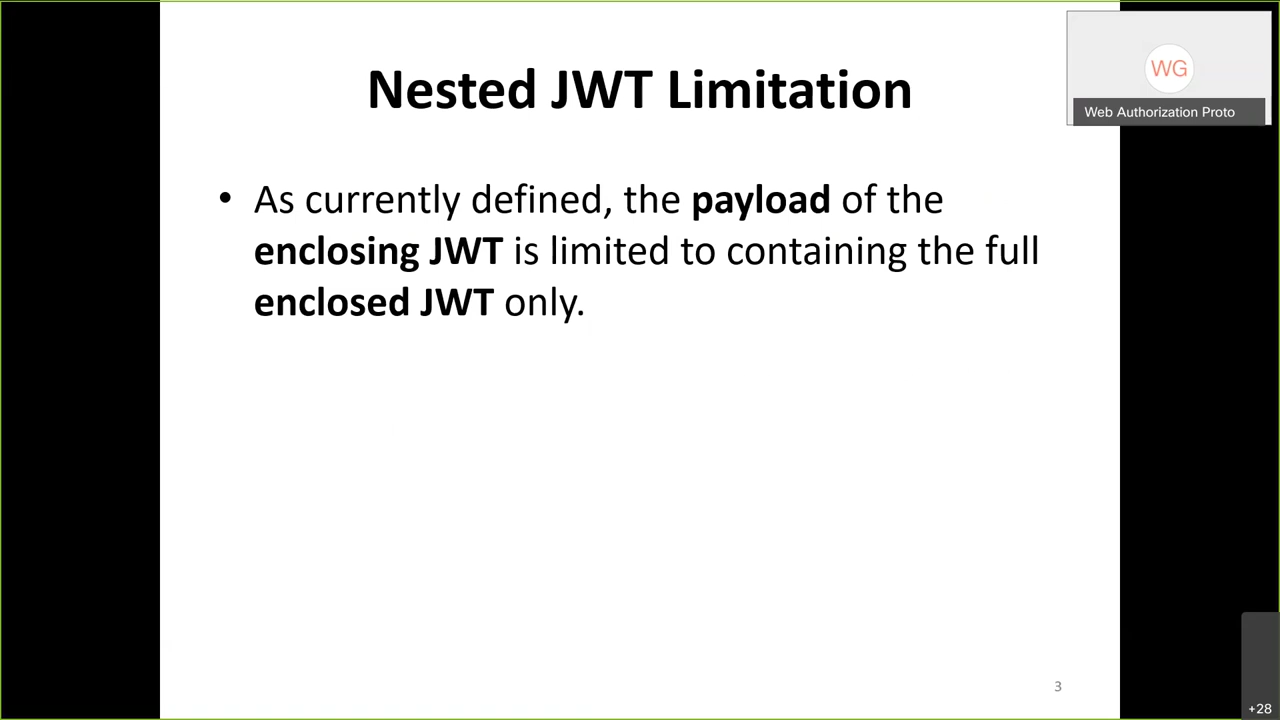 Nested JWT Limitation
WG
Web Authorization Proto
• As currently defined, the payload of the
enclosing JWT is limited to containing the full
enclosed JWT only.
3
+28